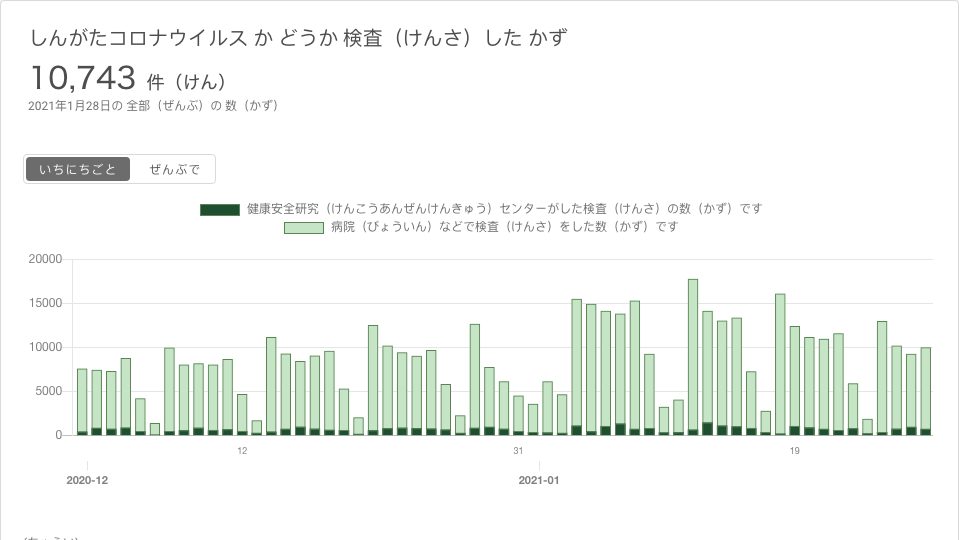 しんがたコロナウイルス か どうか 検査（けんさ）した かず
10,743 件（けん）
2021年1月28日の 全部（ぜんぶ）の 数（かず）
いちにちごと ぜんぶで
健康安全研究（けんこうあんぜんけんきゅう）センターがした検査（けんさ）の数（かず）です
病院（びょういん）などで検査（けんさ）をした数（かず）です
20000
15000
10000
5000
0
12 31 19
2020-12 2021-01